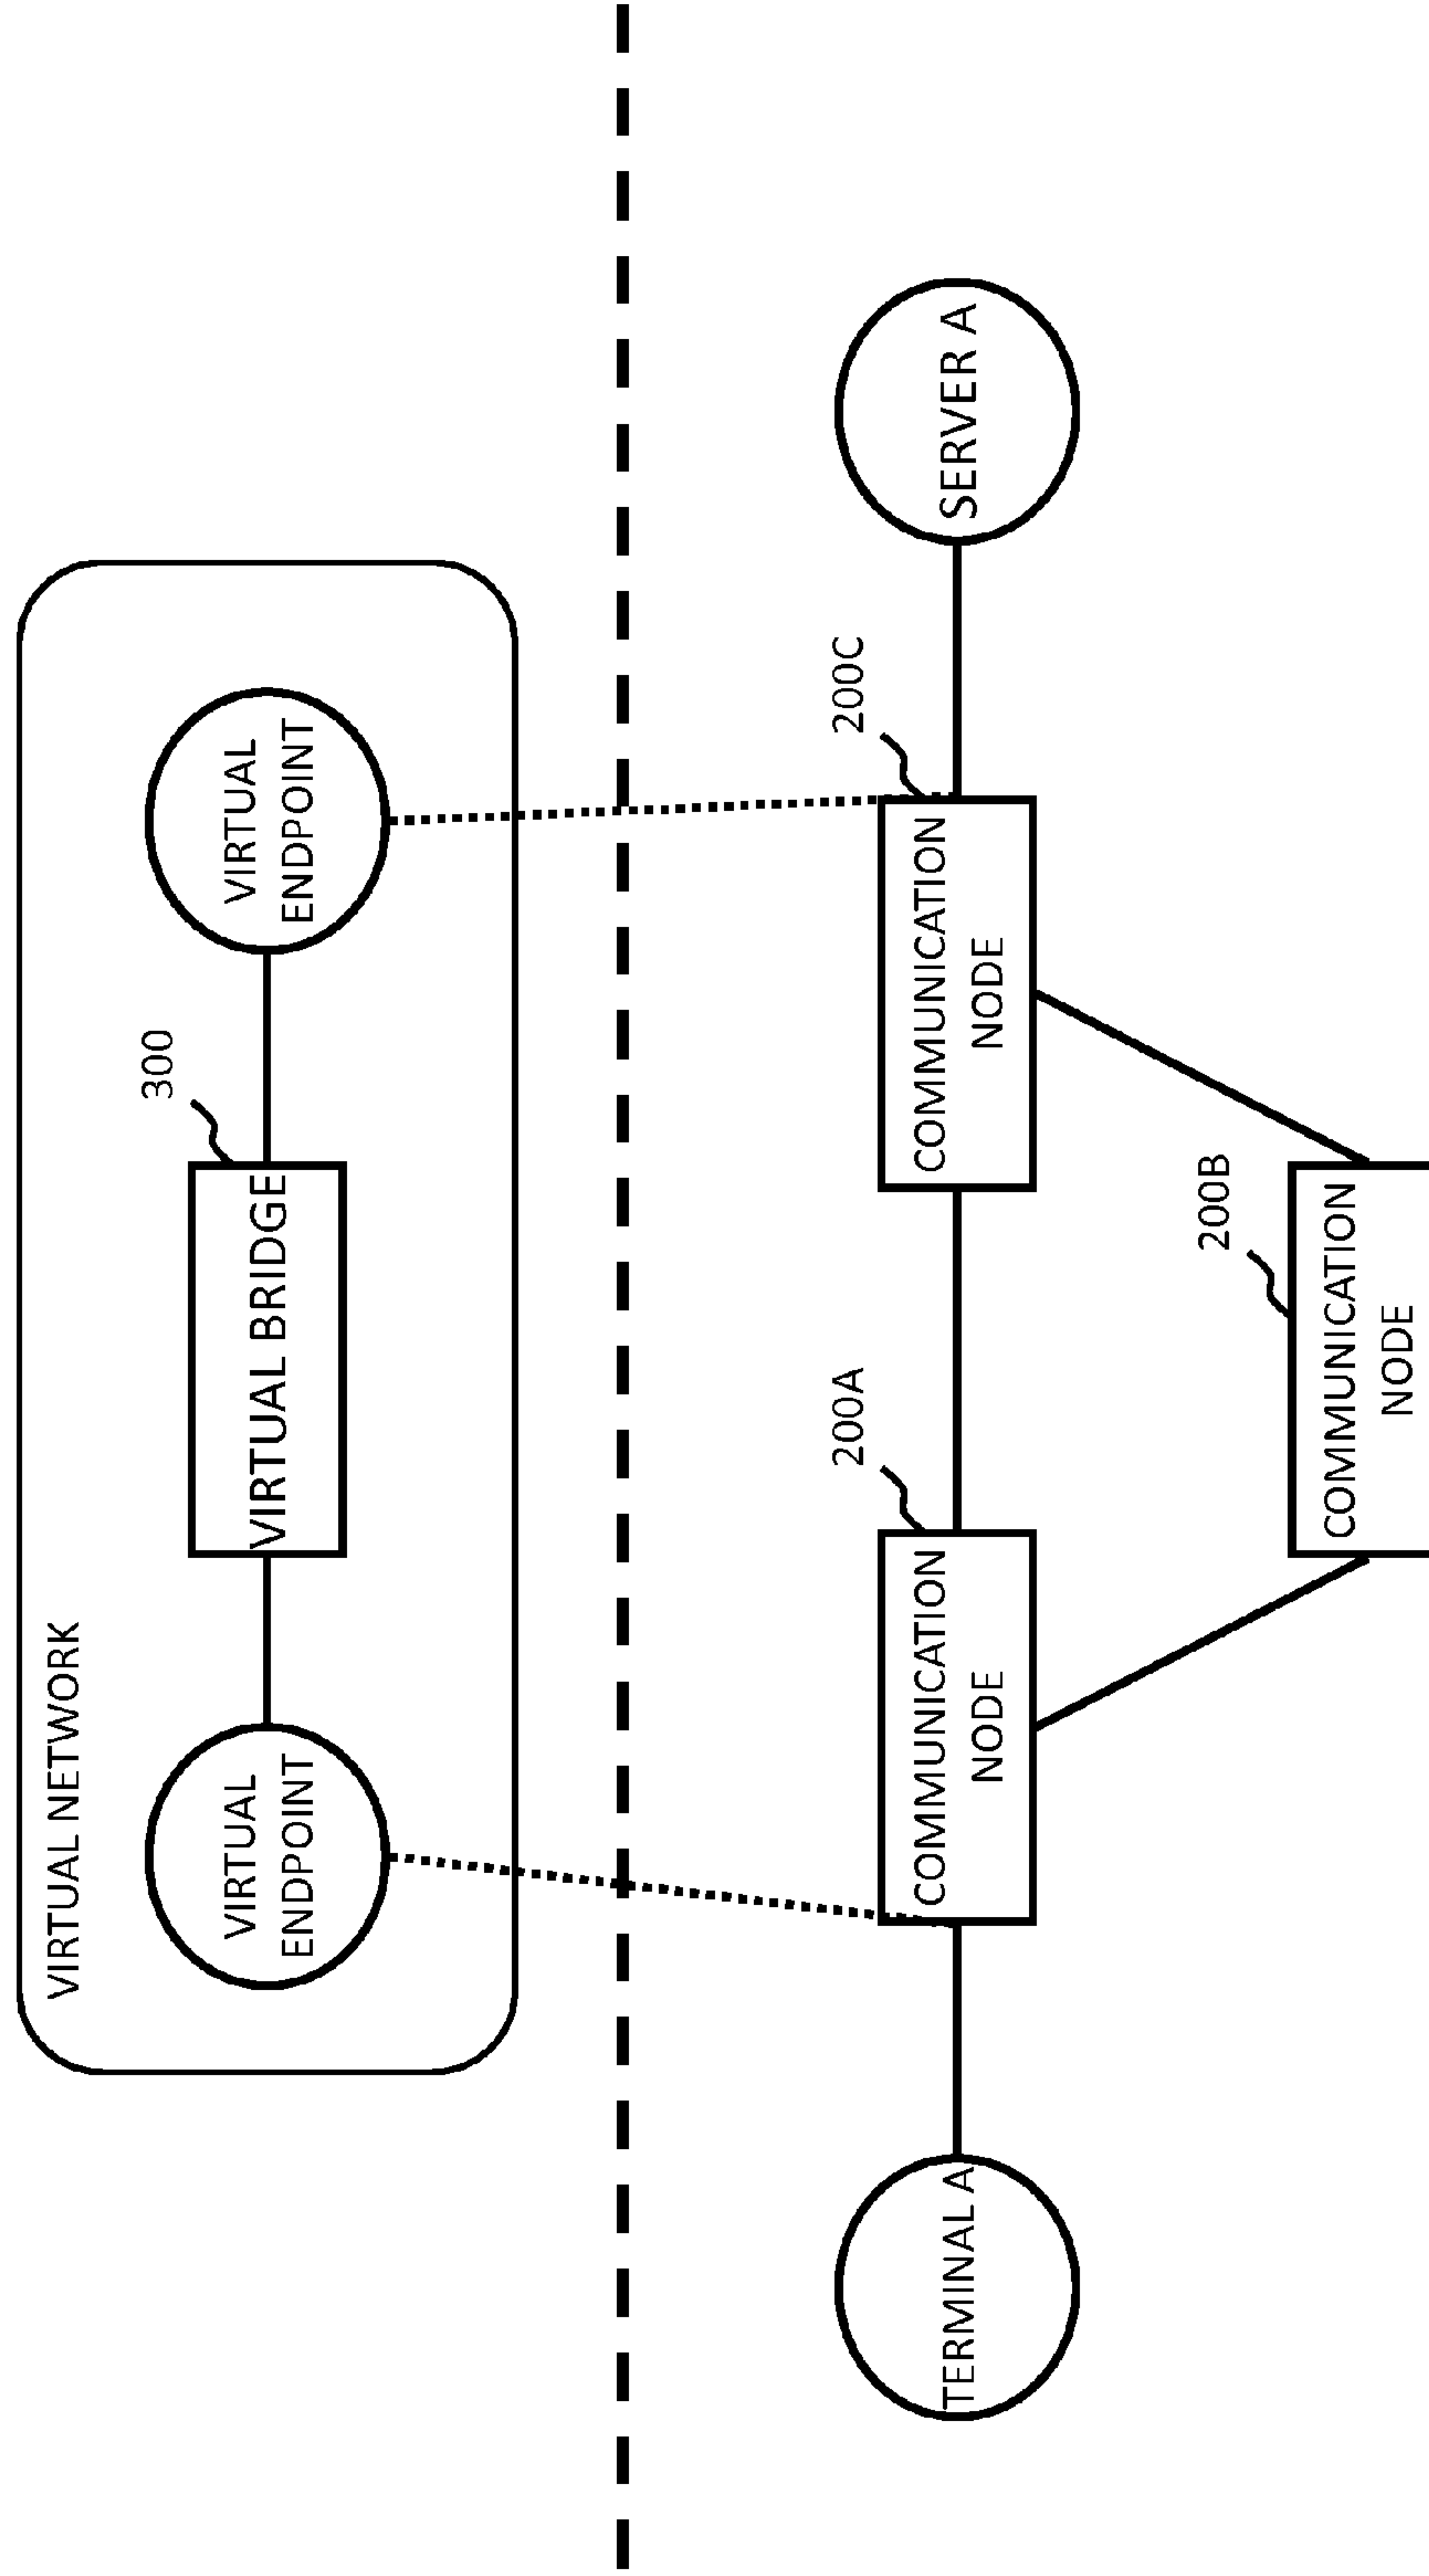 VIRTUAL NETWORK
300
VIRTUAL
ENDPOINT
VIRTUAL BRIDGE
VIRTUAL
ENDPOINT
200A
200C
TERMINAL A
COMMUNICATION
NODE
COMMUNICATION
NODE
SERVER A
200B
COMMUNICATION
NODE